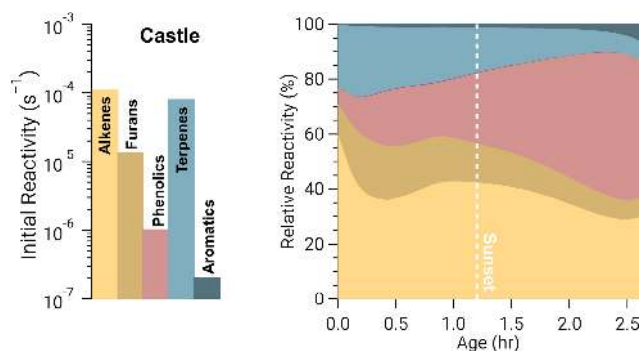 Castle
Initial Reactivity (s⁻¹)
10⁻³
10⁻⁴
10⁻⁵
10⁻⁶
10⁻⁷
Alkenes
Furans
Phenolics
Terpenes
Aromatics
Relative Reactivity (%)
100
80
60
40
20
0
Sunset
0.0 0.5 1.0 1.5 2.0 2.5
Age (hr)